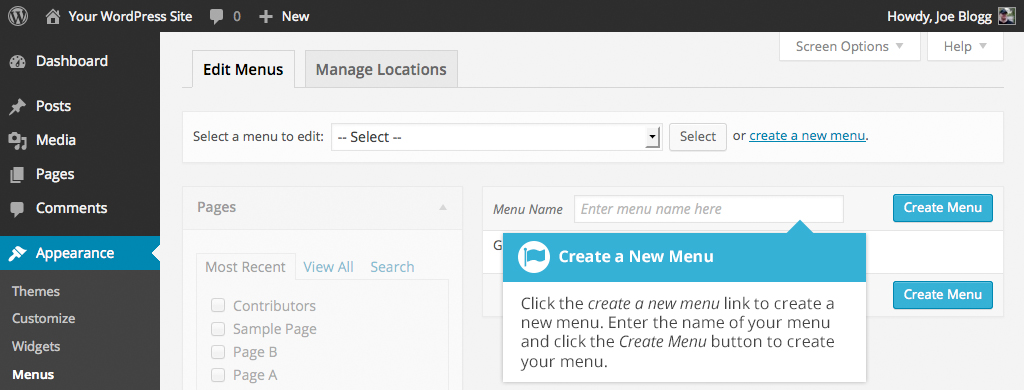 Your WordPress Site 0 + New Howdy, Joe Blogg
Screen Options Help
Dashboard
Posts
Media
Pages
Comments
Appearance
Themes
Customize
Widgets
Menus
Edit Menus Manage Locations
Select a menu to edit: -- Select -- Select or create a new menu.
Pages
Most Recent View All Search
Contributors
Sample Page
Page B
Page A
Menu Name Enter menu name here Create Menu
G
Create Menu
Create a New Menu
Click the create a new menu link to create a
new menu. Enter the name of your menu
and click the Create Menu button to create
your menu.